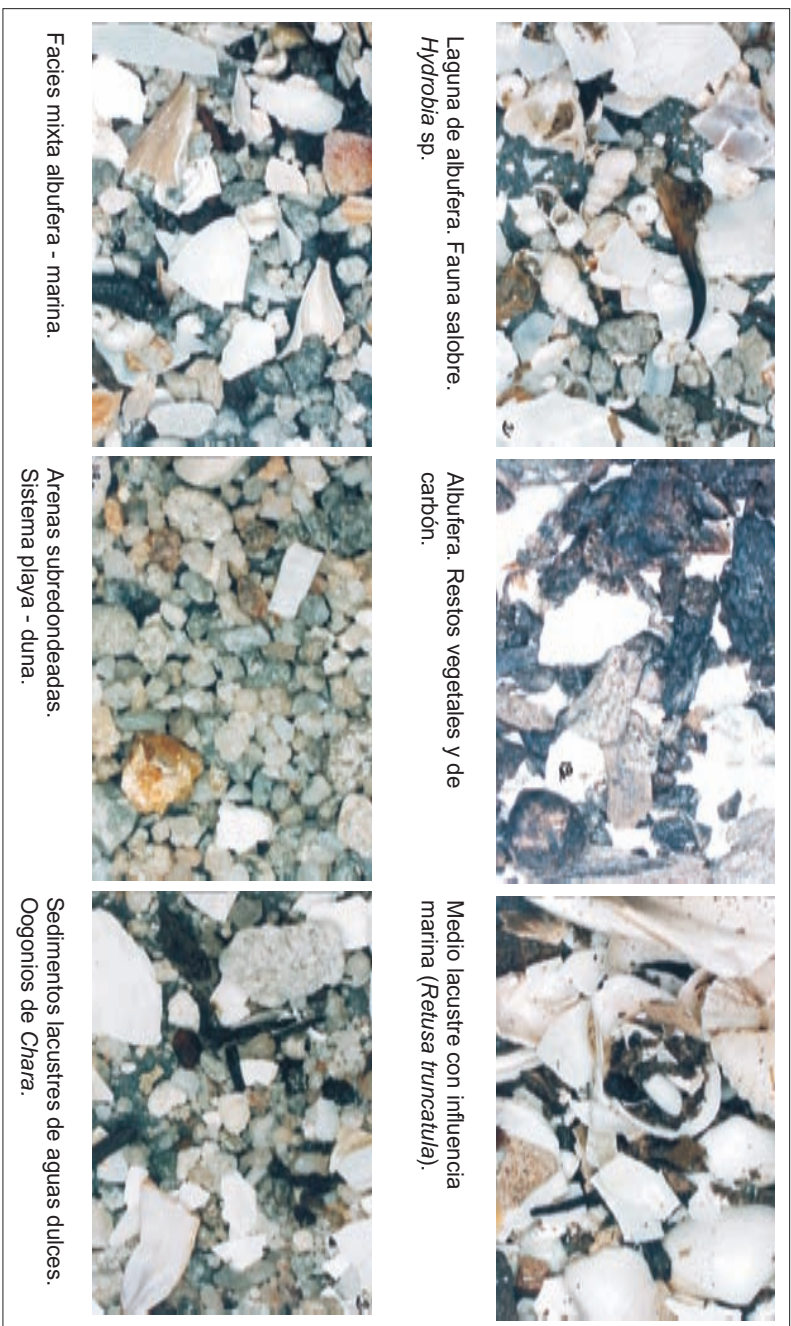 Laguna de albufera. Fauna salobre.
Hydrobia sp.
Albufera. Restos vegetales y de
carbón.
Medio lacustre con influencia
marina (Retusa truncatula).
Facies mixta albufera - marina.
Arenas subredondeadas.
Sistema playa - duna.
Sedimentos lacustres de aguas dulces.
Oogonios de Chara.